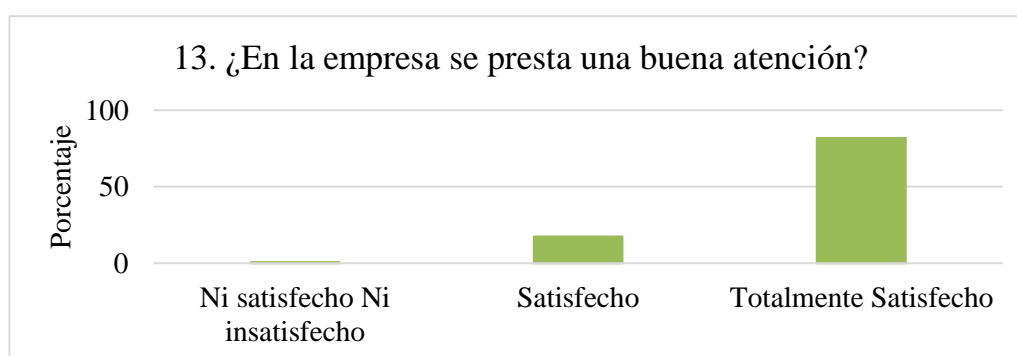 13. ¿En la empresa se presta una buena atención?
Porcentaje
100
50
0
Ni satisfecho Ni
insatisfecho
Satisfecho
Totalmente Satisfecho